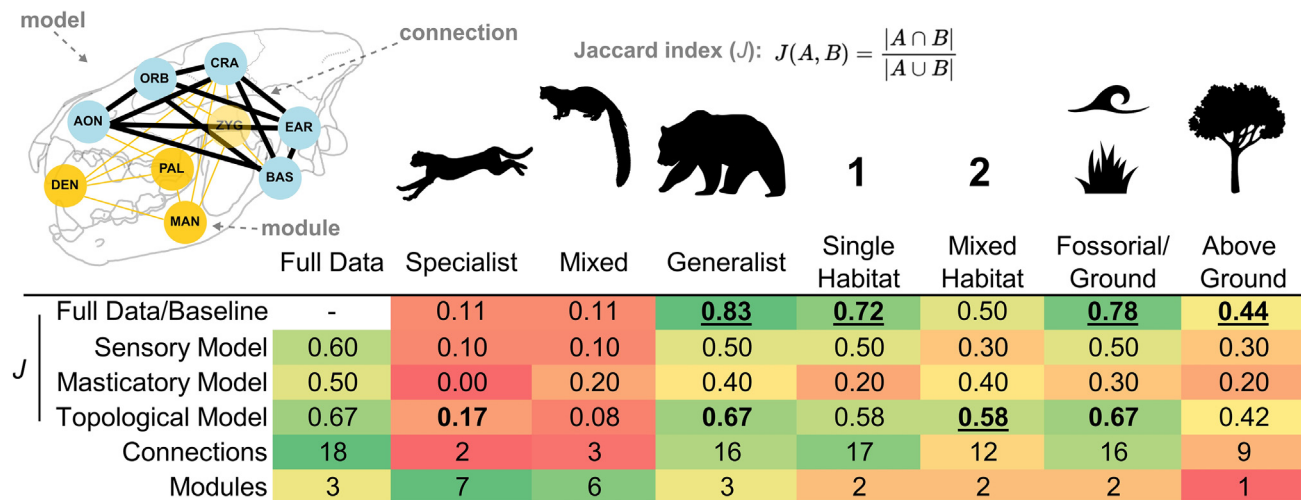 model
connection
CRA
ORB
AON
ZYG
EAR
PAL
BAS
DEN
MAN
module
Jaccard index (J): J(A, B) = |A ∩ B| / |A ∪ B|
1 2
Full Data Specialist Mixed Generalist Single Habitat Mixed Habitat Fossorial/ Ground Above Ground
J
Full Data/Baseline - 0.11 0.11 0.83 0.72 0.50 0.78 0.44
Sensory Model 0.60 0.10 0.10 0.50 0.50 0.30 0.50 0.30
Masticatory Model 0.50 0.00 0.20 0.40 0.20 0.40 0.30 0.20
Topological Model 0.67 0.17 0.08 0.67 0.58 0.58 0.67 0.42
Connections 18 2 3 16 17 12 16 9
Modules 3 7 6 3 2 2 2 1